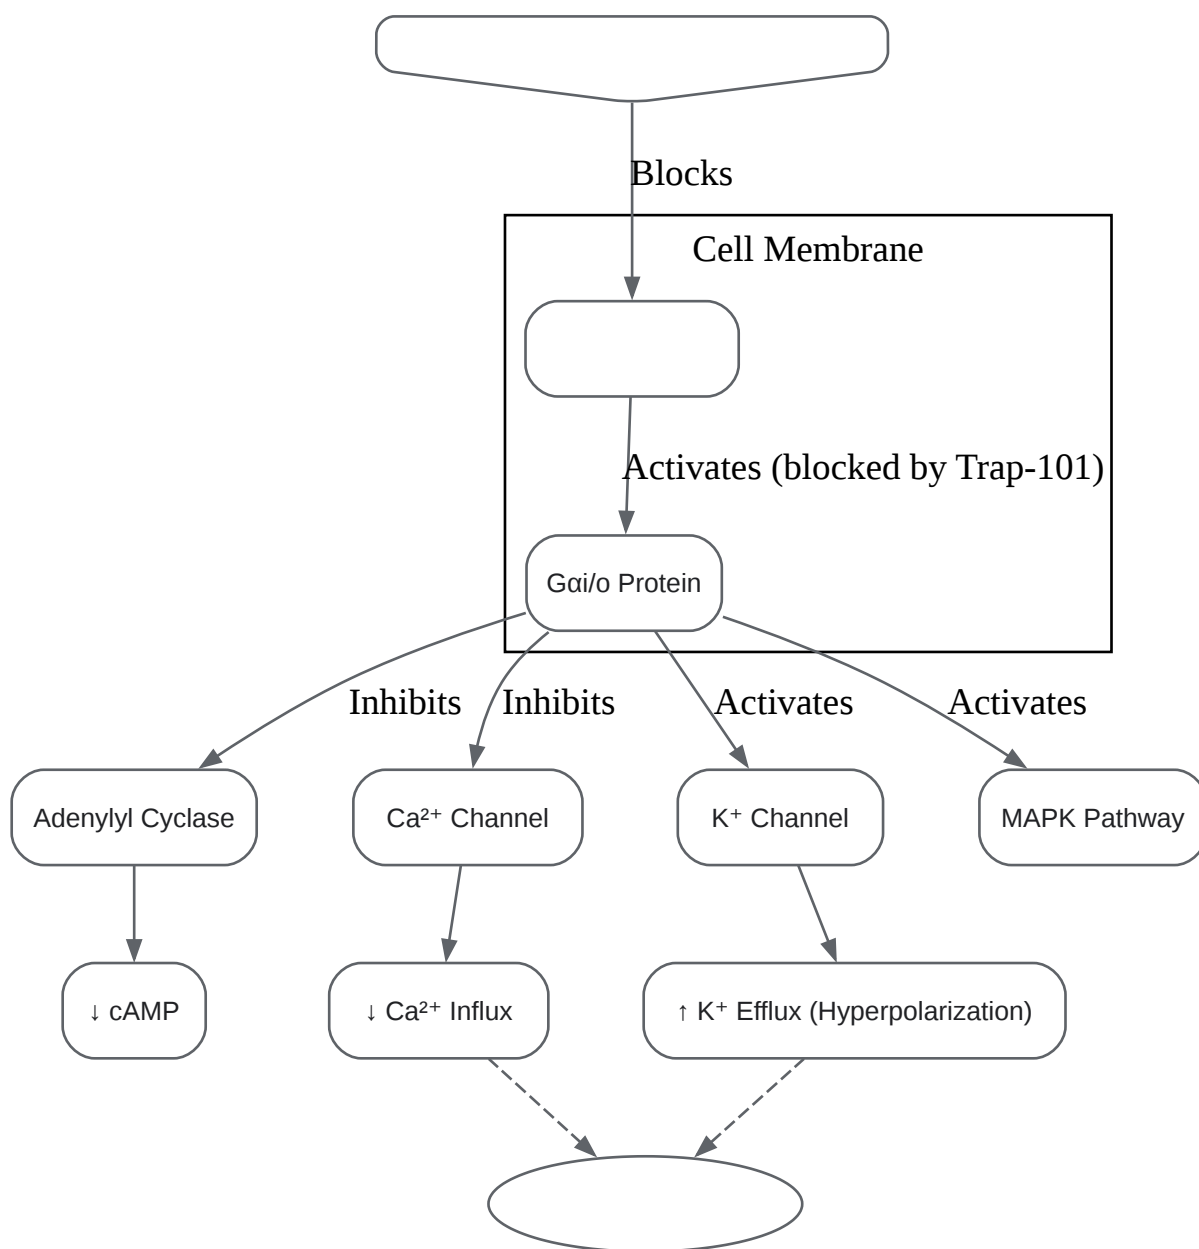 Blocks
Cell Membrane
Activates (blocked by Trap-101)
Gαi/o Protein
Inhibits
Inhibits
Activates
Activates
Adenylyl Cyclase
Ca²⁺ Channel
K⁺ Channel
MAPK Pathway
↓ cAMP
↓ Ca²⁺ Influx
↑ K⁺ Efflux (Hyperpolarization)